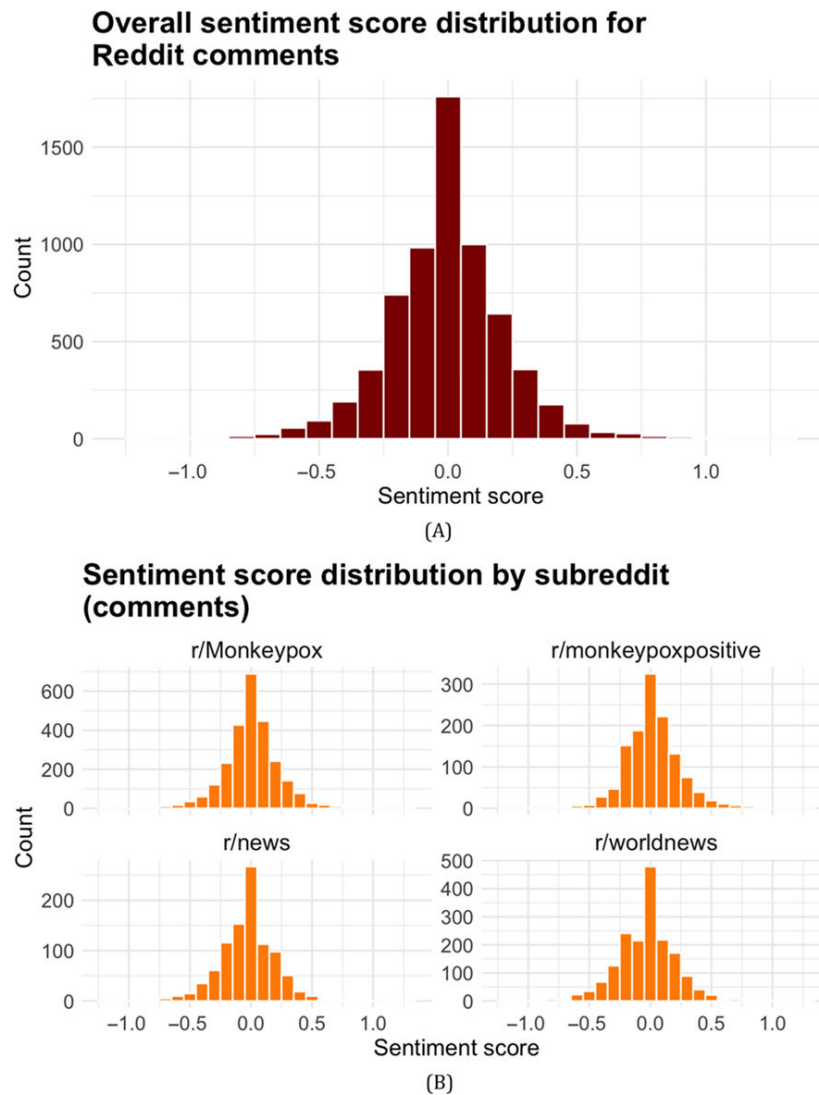 Overall sentiment score distribution for
Reddit comments
Count
1500
1000
500
0
−1.0 −0.5 0.0 0.5 1.0
Sentiment score
(A)
Sentiment score distribution by subreddit
(comments)
r/Monkeypox r/monkeypoxpositive
600
400
200
0
300
200
100
0
Count
r/news r/worldnews
200
100
0
500
400
300
200
100
0
−1.0 −0.5 0.0 0.5 1.0 −1.0 −0.5 0.0 0.5 1.0
Sentiment score
(B)